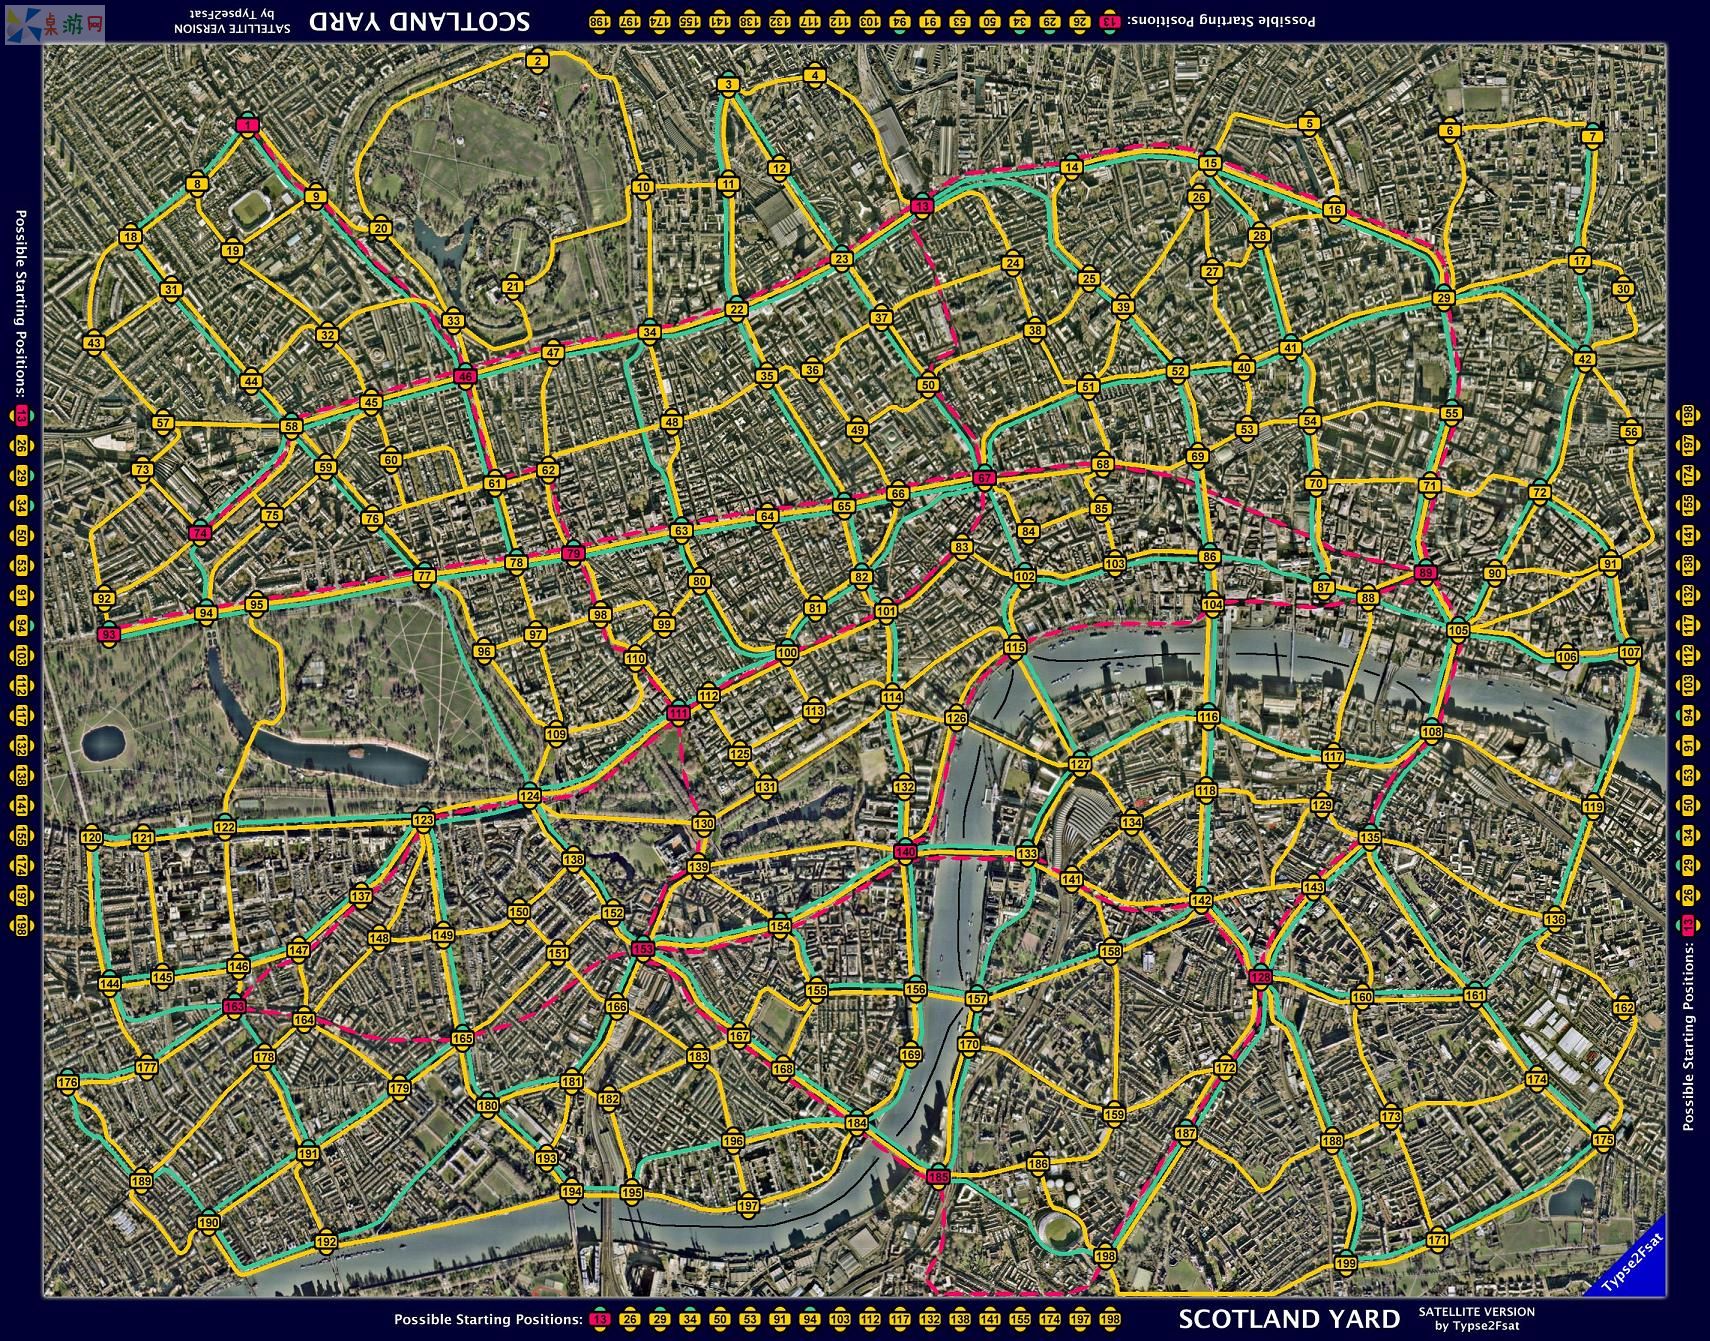 桌游网
Possible Starting Positions: 13 26 29 34 50 53 91 94 103 112 117 132 138 141 155 174 197 198
SCOTLAND YARD
SATELLITE VERSION
by Typse2Fsat
Possible Starting Positions: 13 26 29 34 50 53 91 94 103 112 117 132 138 141 155 174 197 198
1 2 3 4 5 6 7
8 9 10 11 12 13 14 15 16 17
18 19 20 21 22 23 24 25 26 27 28 29 30
31 32 33 34 35 36 37 38 39 40 41 42
43 44 45 46 47 48 49 50 51 52 53 54 55 56
57 58 59 60 61 62 63 64 65 66 67 68 69 70 71 72
73 74 75 76 77 78 79 80 81 82 83 84 85 86 87 88 89 90 91
92 93 94 95 96 97 98 99 100 101 102 103 104 105 106 107
108 109 110 111 112 113 114 115 116 117 118 119
120 121 122 123 124 125 126 127 128 129 130 131 132 133 134 135 136
137 138 139 140 141 142 143
144 145 146 147 148 149 150 151 152 153 154 155 156 157 158 159 160 161 162
163 164 165 166 167 168 169 170 171 172 173 174 175
176 177 178 179 180 181 182 183 184 185 186 187 188
189 190 191 192 193 194 195 196 197 198 199
Possible Starting Positions: 13 26 29 34 50 53 91 94 103 112 117 132 138 141 155 174 197 198
Typse2Fsat
Possible Starting Positions: 13 26 29 34 50 53 91 94 103 112 117 132 138 141 155 174 197 198
SCOTLAND YARD
SATELLITE VERSION
by Typse2Fsat